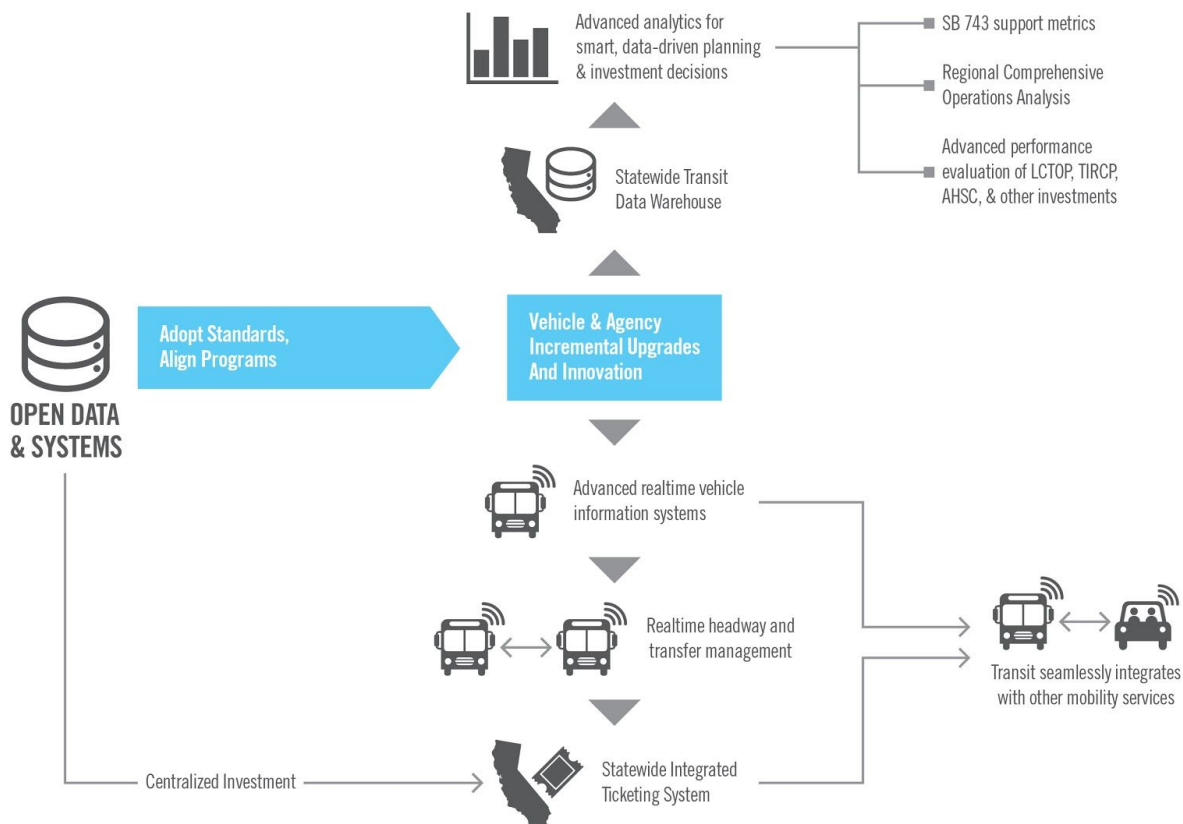 Advanced analytics for
smart, data-driven planning
& investment decisions
SB 743 support metrics
Regional Comprehensive
Operations Analysis
Advanced performance
evaluation of LCTOP, TIRCP,
AHSC, & other investments
Statewide Transit
Data Warehouse
OPEN DATA
& SYSTEMS
Adopt Standards,
Align Programs
Vehicle & Agency
Incremental Upgrades
And Innovation
Advanced realtime vehicle
information systems
Realtime headway and
transfer management
Transit seamlessly integrates
with other mobility services
Centralized Investment
Statewide Integrated
Ticketing System